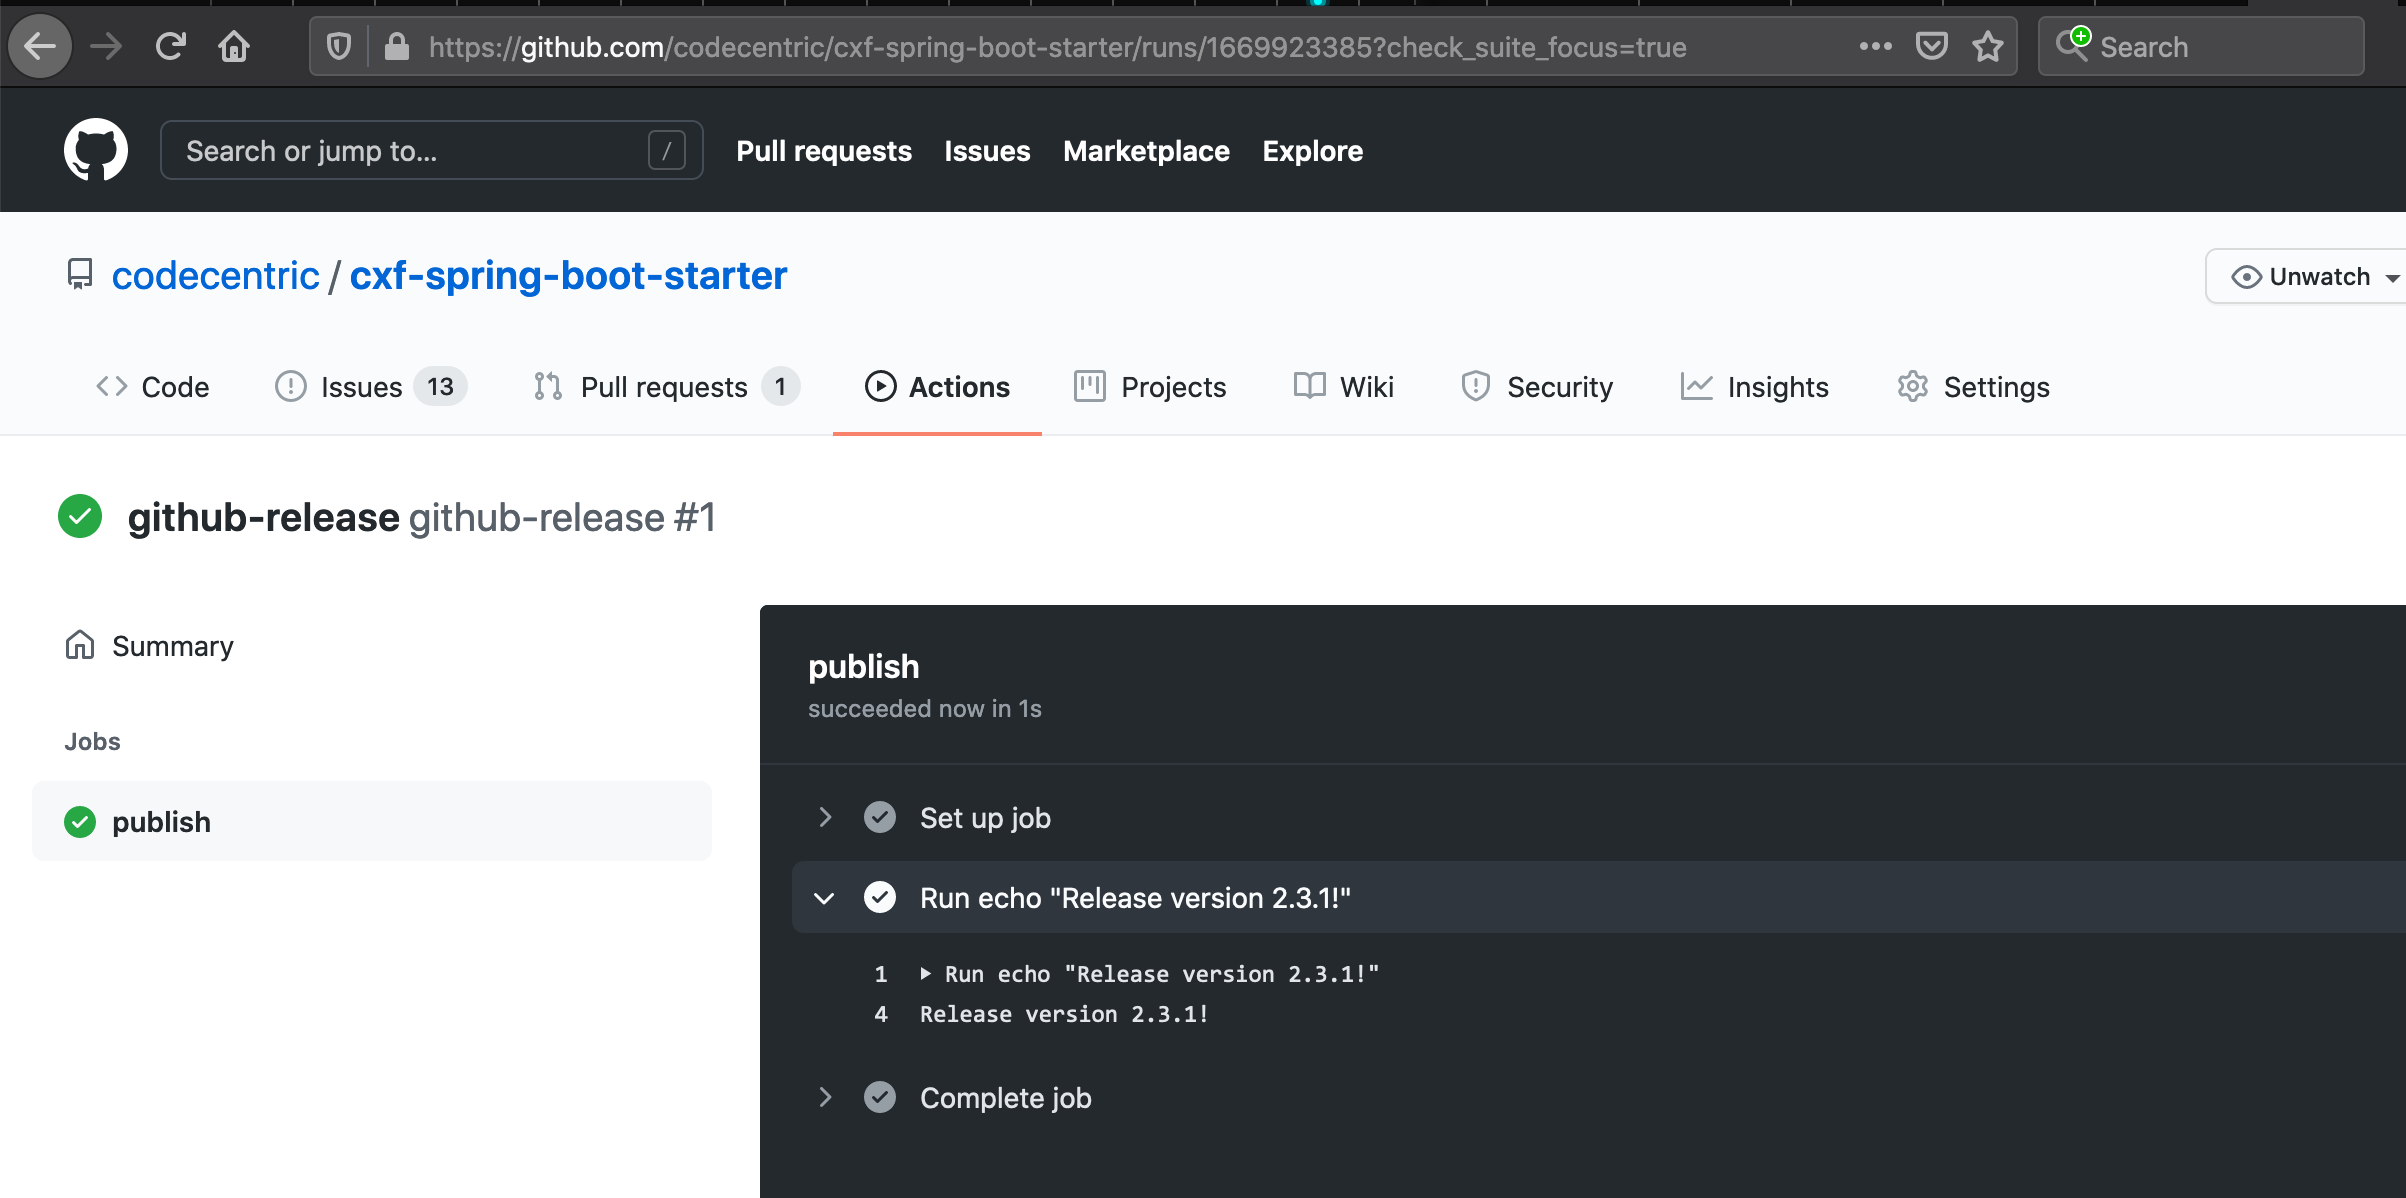 https://github.com/codecentric/cxf-spring-boot-starter/runs/1669923385?check_suite_focus=true
Search
Search or jump to...
/
Pull requests
Issues
Marketplace
Explore
codecentric / cxf-spring-boot-starter
Unwatch
Code
Issues 13
Pull requests 1
Actions
Projects
Wiki
Security
Insights
Settings
github-release github-release #1
Summary
Jobs
publish
publish
succeeded now in 1s
Set up job
Run echo "Release version 2.3.1!"
1 Run echo "Release version 2.3.1!"
4 Release version 2.3.1!
Complete job